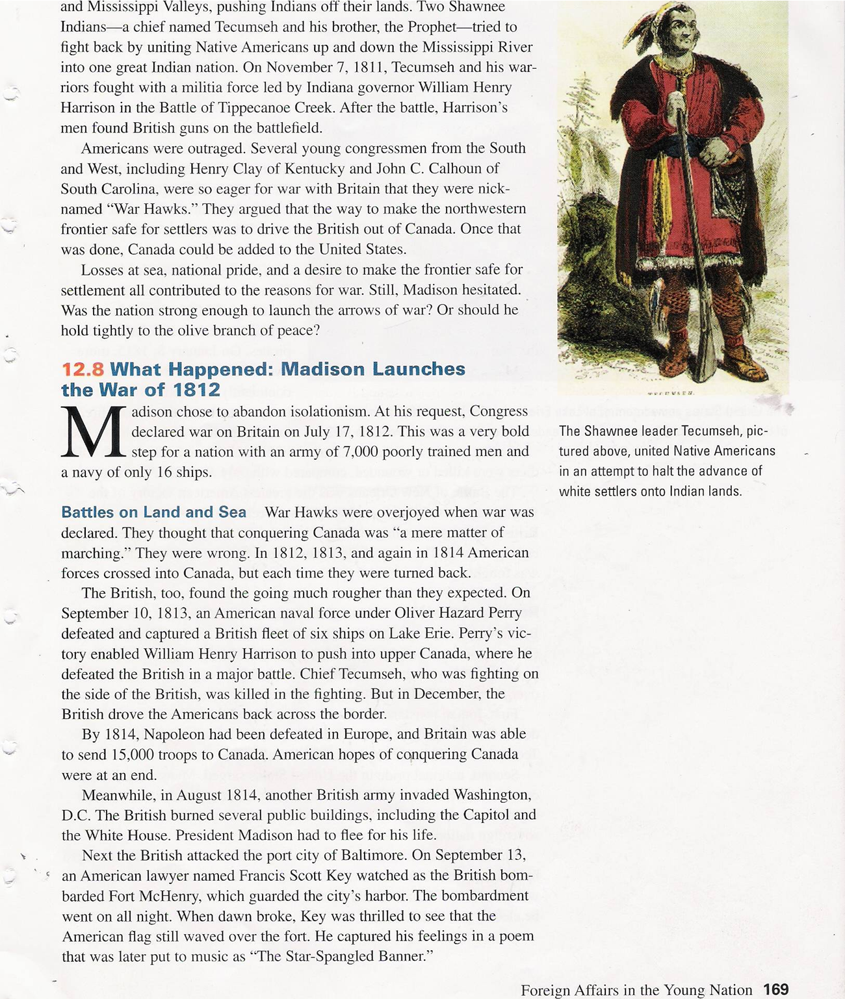 and Mississippi Valleys, pushing Indians off their lands. Two Shawnee
Indians—a chief named Tecumseh and his brother, the Prophet—tried to
fight back by uniting Native Americans up and down the Mississippi River
into one great Indian nation. On November 7, 1811, Tecumseh and his war-
riors fought with a militia force led by Indiana governor William Henry
Harrison in the Battle of Tippecanoe Creek. After the battle, Harrison's
men found British guns on the battlefield.
Americans were outraged. Several young congressmen from the South
and West, including Henry Clay of Kentucky and John C. Calhoun of
South Carolina, were so eager for war with Britain that they were nick-
named “War Hawks.” They argued that the way to make the northwestern
frontier safe for settlers was to drive the British out of Canada. Once that
was done, Canada could be added to the United States.
Losses at sea, national pride, and a desire to make the frontier safe for
settlement all contributed to the reasons for war. Still, Madison hesitated.
Was the nation strong enough to launch the arrows of war? Or should he
hold tightly to the olive branch of peace?
12.8 What Happened: Madison Launches
the War of 1812
Madison chose to abandon isolationism. At his request, Congress
declared war on Britain on July 17, 1812. This was a very bold
step for a nation with an army of 7,000 poorly trained men and
a navy of only 16 ships.
Battles on Land and Sea War Hawks were overjoyed when war was
declared. They thought that conquering Canada was “a mere matter of
marching.” They were wrong. In 1812, 1813, and again in 1814 American
forces crossed into Canada, but each time they were turned back.
The British, too, found the going much rougher than they expected. On
September 10, 1813, an American naval force under Oliver Hazard Perry
defeated and captured a British fleet of six ships on Lake Erie. Perry's vic-
tory enabled William Henry Harrison to push into upper Canada, where he
defeated the British in a major battle. Chief Tecumseh, who was fighting on
the side of the British, was killed in the fighting. But in December, the
British drove the Americans back across the border.
By 1814, Napoleon had been defeated in Europe, and Britain was able
to send 15,000 troops to Canada. American hopes of conquering Canada
were at an end.
Meanwhile, in August 1814, another British army invaded Washington,
D.C. The British burned several public buildings, including the Capitol and
the White House. President Madison had to flee for his life.
Next the British attacked the port city of Baltimore. On September 13,
an American lawyer named Francis Scott Key watched as the British bom-
barded Fort McHenry, which guarded the city's harbor. The bombardment
went on all night. When dawn broke, Key was thrilled to see that the
American flag still waved over the fort. He captured his feelings in a poem
that was later put to music as “The Star-Spangled Banner.”
TECUMSEH.
The Shawnee leader Tecumseh, pic-
tured above, united Native Americans
in an attempt to halt the advance of
white settlers onto Indian lands.
Foreign Affairs in the Young Nation 169